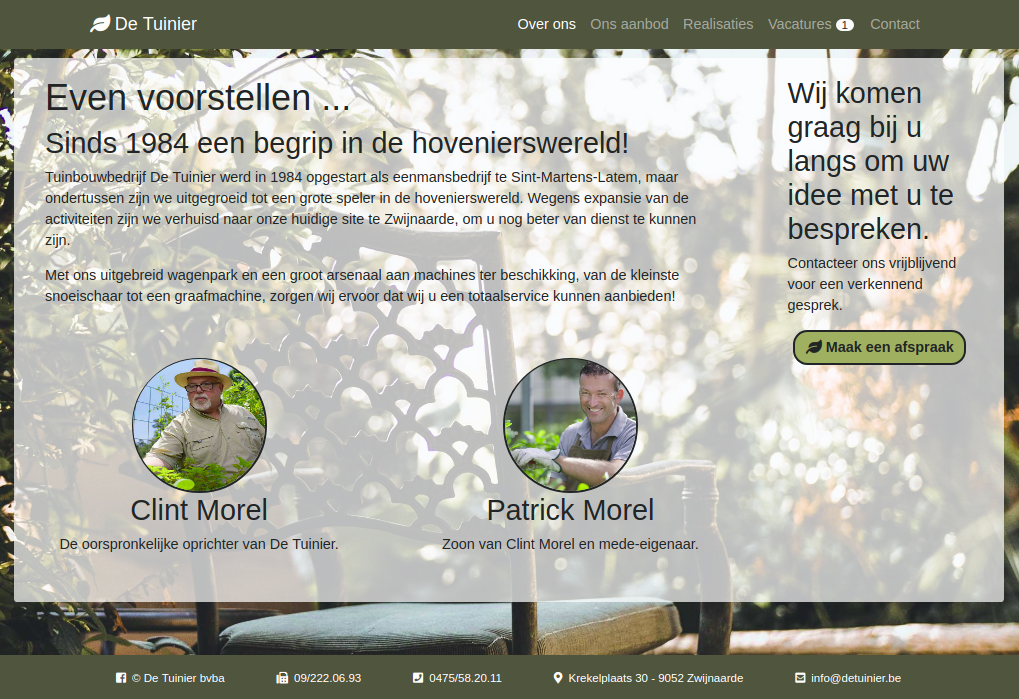 De Tuinier
Over ons
Ons aanbod
Realisaties
Vacatures 1
Contact
Even voorstellen ...
Sinds 1984 een begrip in de hovenierswereld!
Tuinbouwbedrijf De Tuinier werd in 1984 opgestart als eenmansbedrijf te Sint-Martens-Latem, maar
ondertussen zijn we uitgegroeid tot een grote speler in de hovenierswereld. Wegens expansie van de
activiteiten zijn we verhuisd naar onze huidige site te Zwijnaarde, om u nog beter van dienst te kunnen
zijn.
Met ons uitgebreid wagenpark en een groot arsenaal aan machines ter beschikking, van de kleinste
snoeischaar tot een graafmachine, zorgen wij ervoor dat wij u een totaalservice kunnen aanbieden!
Clint Morel
De oorspronkelijke oprichter van De Tuinier.
Patrick Morel
Zoon van Clint Morel en mede-eigenaar.
Wij komen
graag bij u
langs om uw
idee met u te
bespreken.
Contacteer ons vrijblijvend
voor een verkennend
gesprek.
Maak een afspraak
© De Tuinier bvba
09/222.06.93
0475/58.20.11
Krekelplaats 30 - 9052 Zwijnaarde
info@detuinier.be